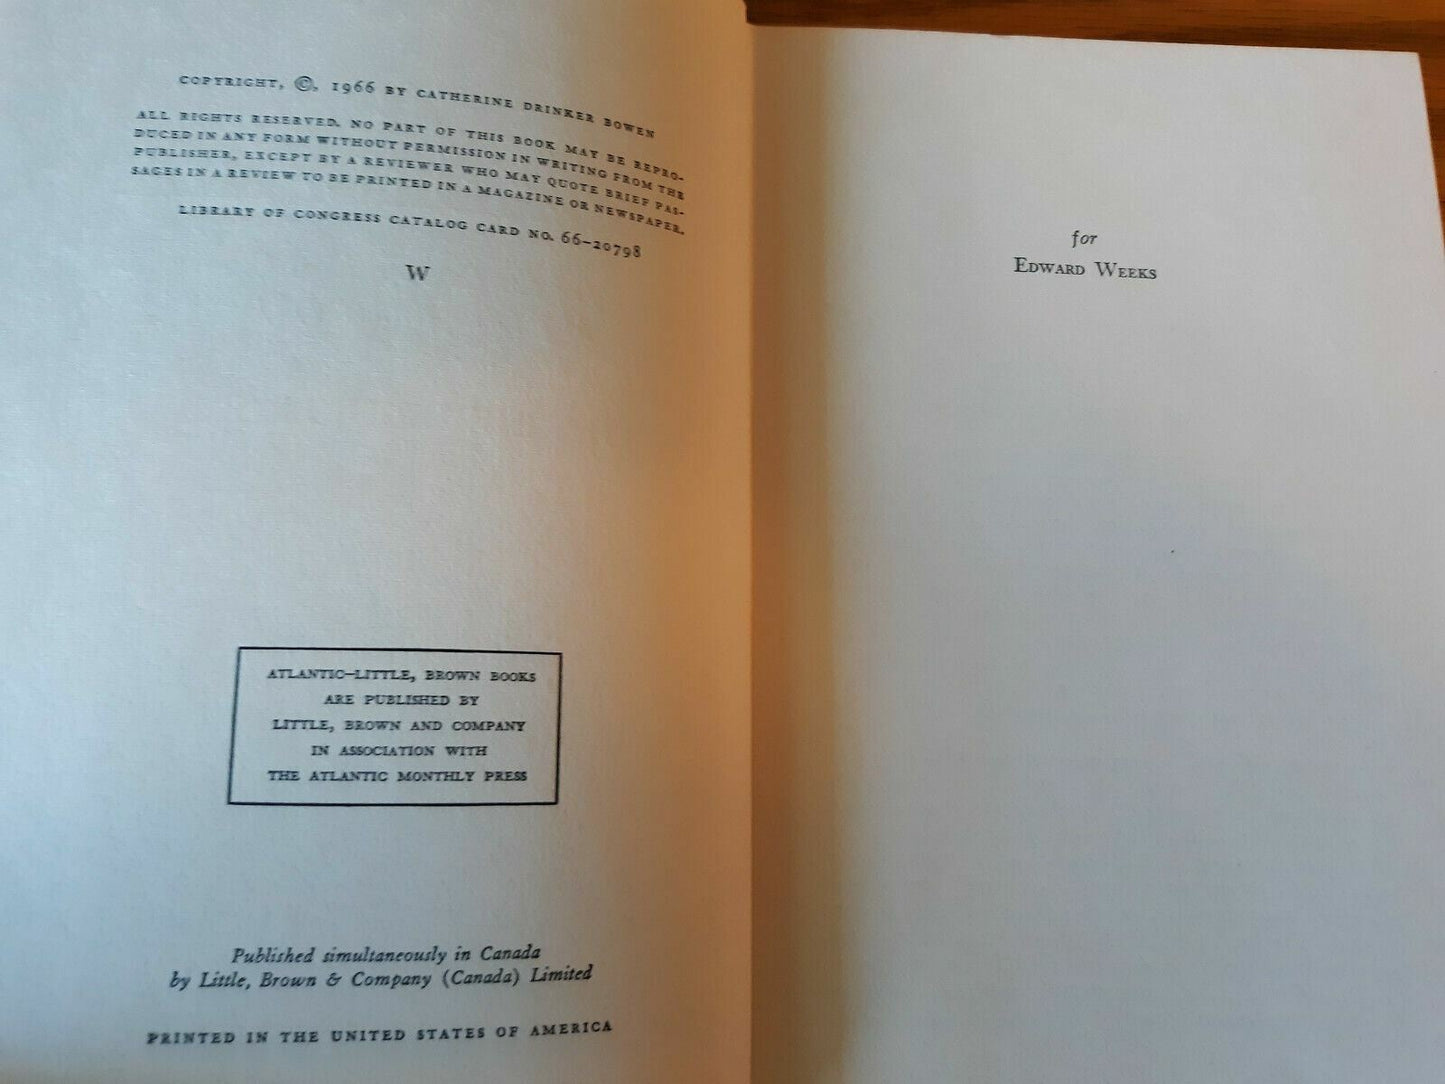 COPYRIGHT, ©, 1966 BY CATHERINE DRINKER BOWEN
ALL RIGHTS RESERVED. NO PART OF THIS BOOK MAY BE REPRO-
DUCED IN ANY FORM WITHOUT PERMISSION IN WRITING FROM THE
PUBLISHER, EXCEPT BY A REVIEWER WHO MAY QUOTE BRIEF PAS-
SAGES IN A REVIEW TO BE PRINTED IN A MAGAZINE OR NEWSPAPER.
LIBRARY OF CONGRESS CATALOG CARD NO. 66–20798
W
ATLANTIC–LITTLE, BROWN BOOKS
ARE PUBLISHED BY
LITTLE, BROWN AND COMPANY
IN ASSOCIATION WITH
THE ATLANTIC MONTHLY PRESS
Published simultaneously in Canada
by Little, Brown & Company (Canada) Limited
PRINTED IN THE UNITED STATES OF AMERICA
for
EDWARD WEEKS